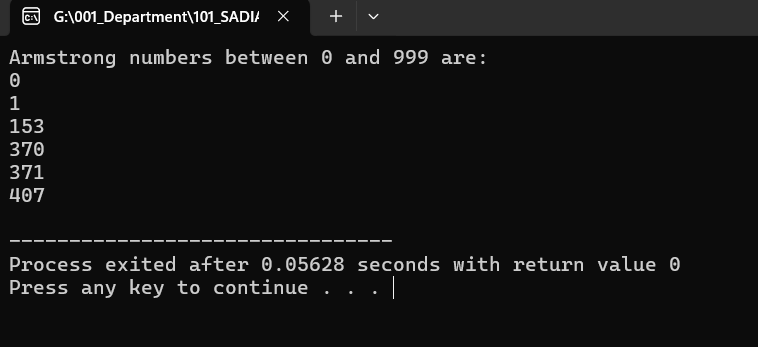 G:\001_Department\101_SADIA
Armstrong numbers between 0 and 999 are:
0
1
153
370
371
407
--------------------------------
Process exited after 0.05628 seconds with return value 0
Press any key to continue . . .